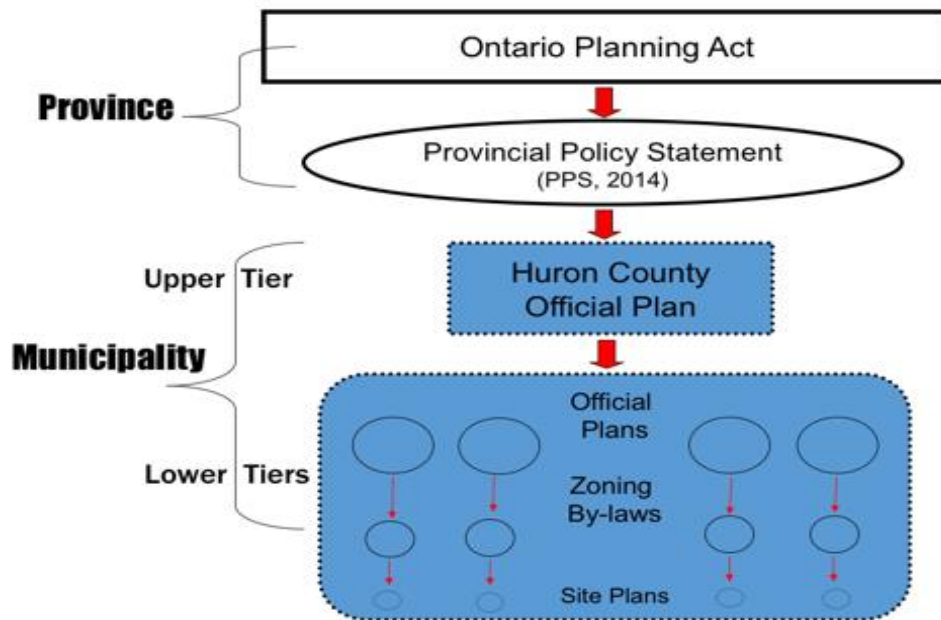 Ontario Planning Act
Province
Provincial Policy Statement
(PPS, 2014)
Upper Tier
Huron County
Official Plan
Municipality
Official
Plans
Lower Tiers
Zoning
By-laws
Site Plans